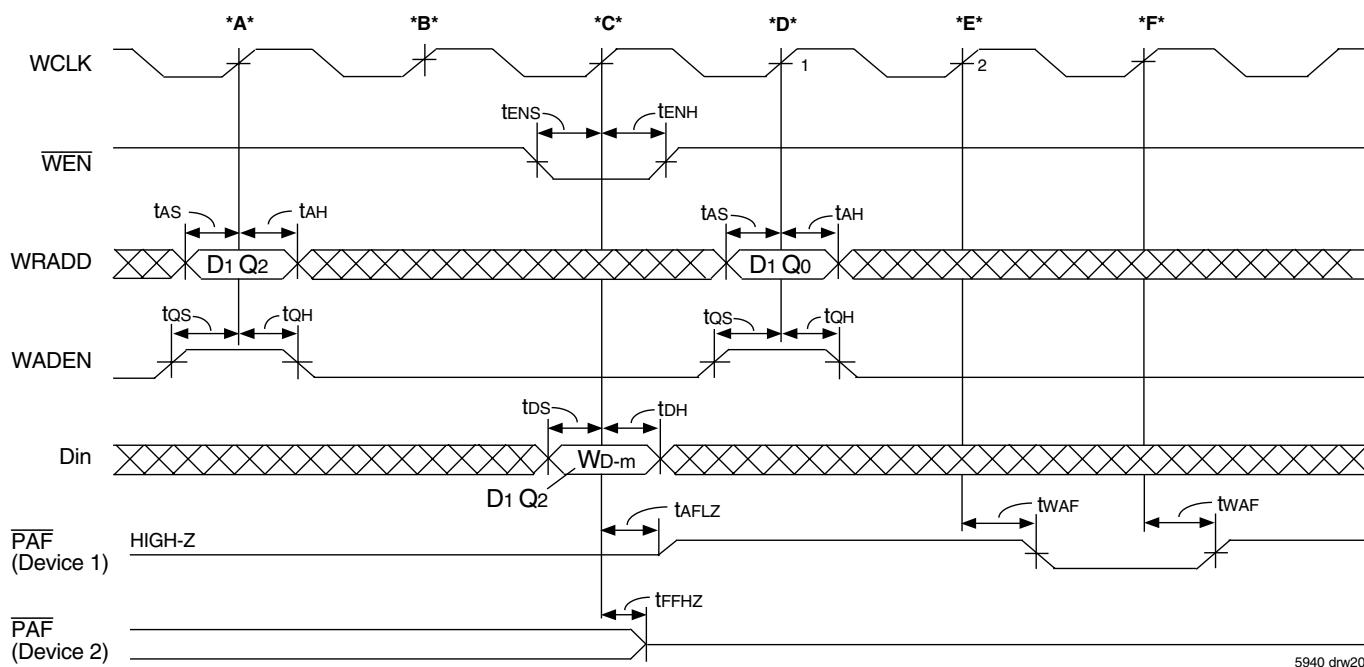 *A* *B* *C* *D* *E* *F*
WCLK 1 2
tENS tENH
WEN
tAS tAH tAS tAH
WRADD D1 Q2 D1 Q0
tQS tQH tQS tQH
WADEN
tDS tDH
Din WD-m
D1 Q2
tAFLZ tWAF tWAF
PAF HIGH-Z
(Device 1)
tFFHZ
PAF
(Device 2)
5940 drw20